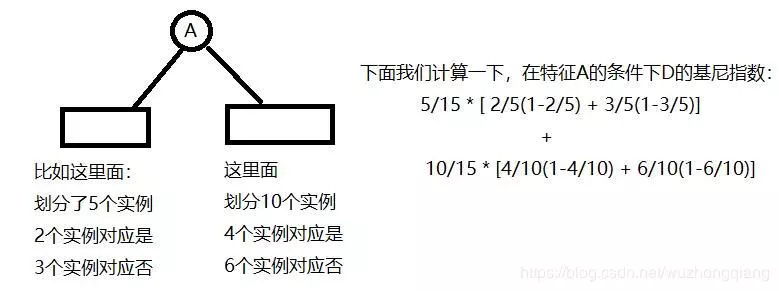 A
下面我们计算一下，在特征A的条件下D的基尼指数：
5/15 * [ 2/5(1-2/5) + 3/5(1-3/5)]
+
10/15 * [4/10(1-4/10) + 6/10(1-6/10)]
比如这里面：
划分了5个实例
2个实例对应是
3个实例对应否
这里面
划分10个实例
4个实例对应是
6个实例对应否
https://blog.csdn.net/wuzhongqiang